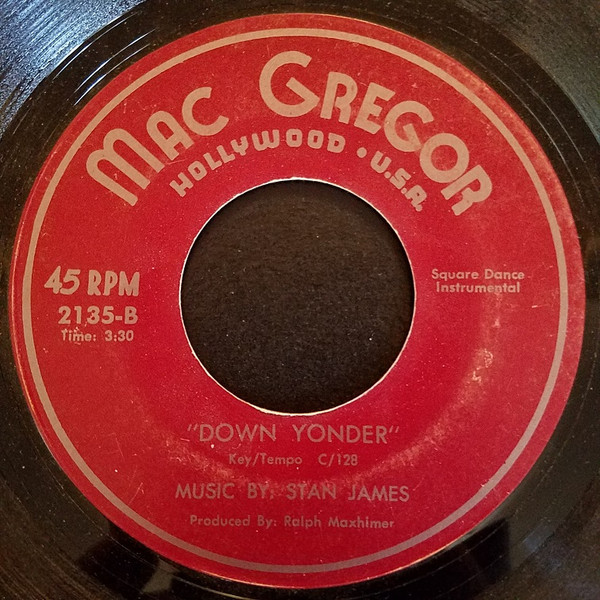 MAC GREGOR
HOLLYWOOD • U.S.A.
45 RPM
2135-B
Time: 3:30
Square Dance
Instrumental
"DOWN YONDER"
Key/Tempo C/128
MUSIC BY: STAN JAMES
Produced By: Ralph Maxhimer